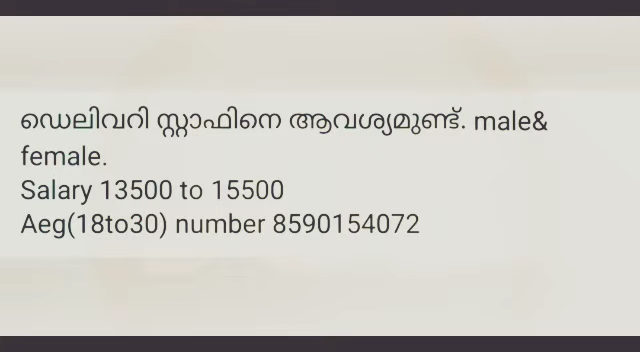 ഡെലിവറി സ്റ്റാഫിനെ ആവശ്യമുണ്ട്. male&
female.
Salary 13500 to 15500
Aeg(18to30) number 8590154072